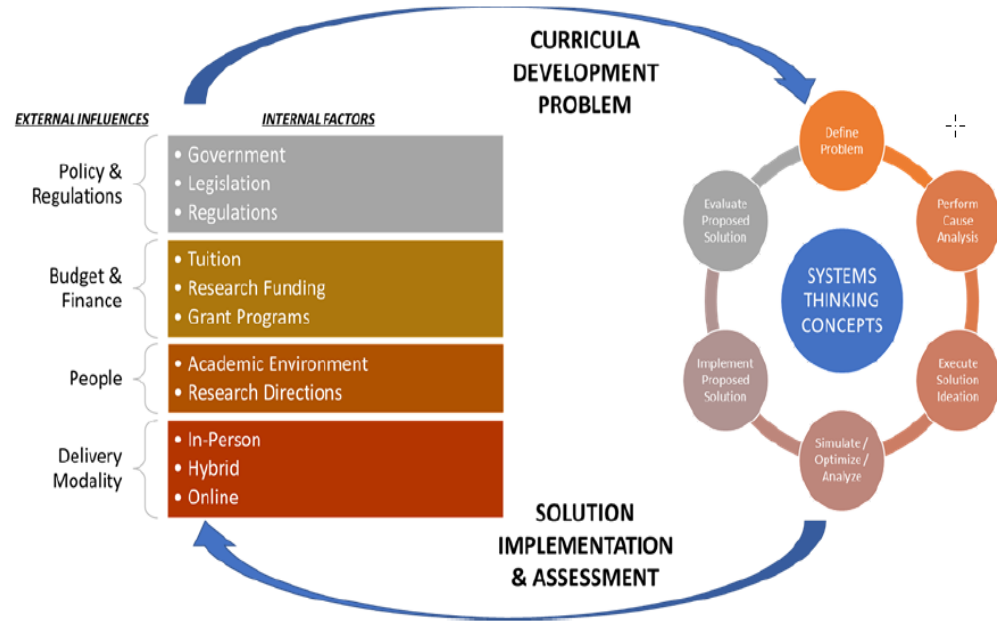 CURRICULA
DEVELOPMENT
PROBLEM
EXTERNAL INFLUENCES
INTERNAL FACTORS
Policy &
Regulations
• Government
• Legislation
• Regulations
Budget &
Finance
• Tuition
• Research Funding
• Grant Programs
People
• Academic Environment
• Research Directions
Delivery
Modality
• In-Person
• Hybrid
• Online
Define
Problem
Perform
Cause
Analysis
Execute
Solution
Ideation
Simulate /
Optimize /
Analyze
Implement
Proposed
Solution
Evaluate
Proposed
Solution
SYSTEMS
THINKING
CONCEPTS
SOLUTION
IMPLEMENTATION
& ASSESSMENT